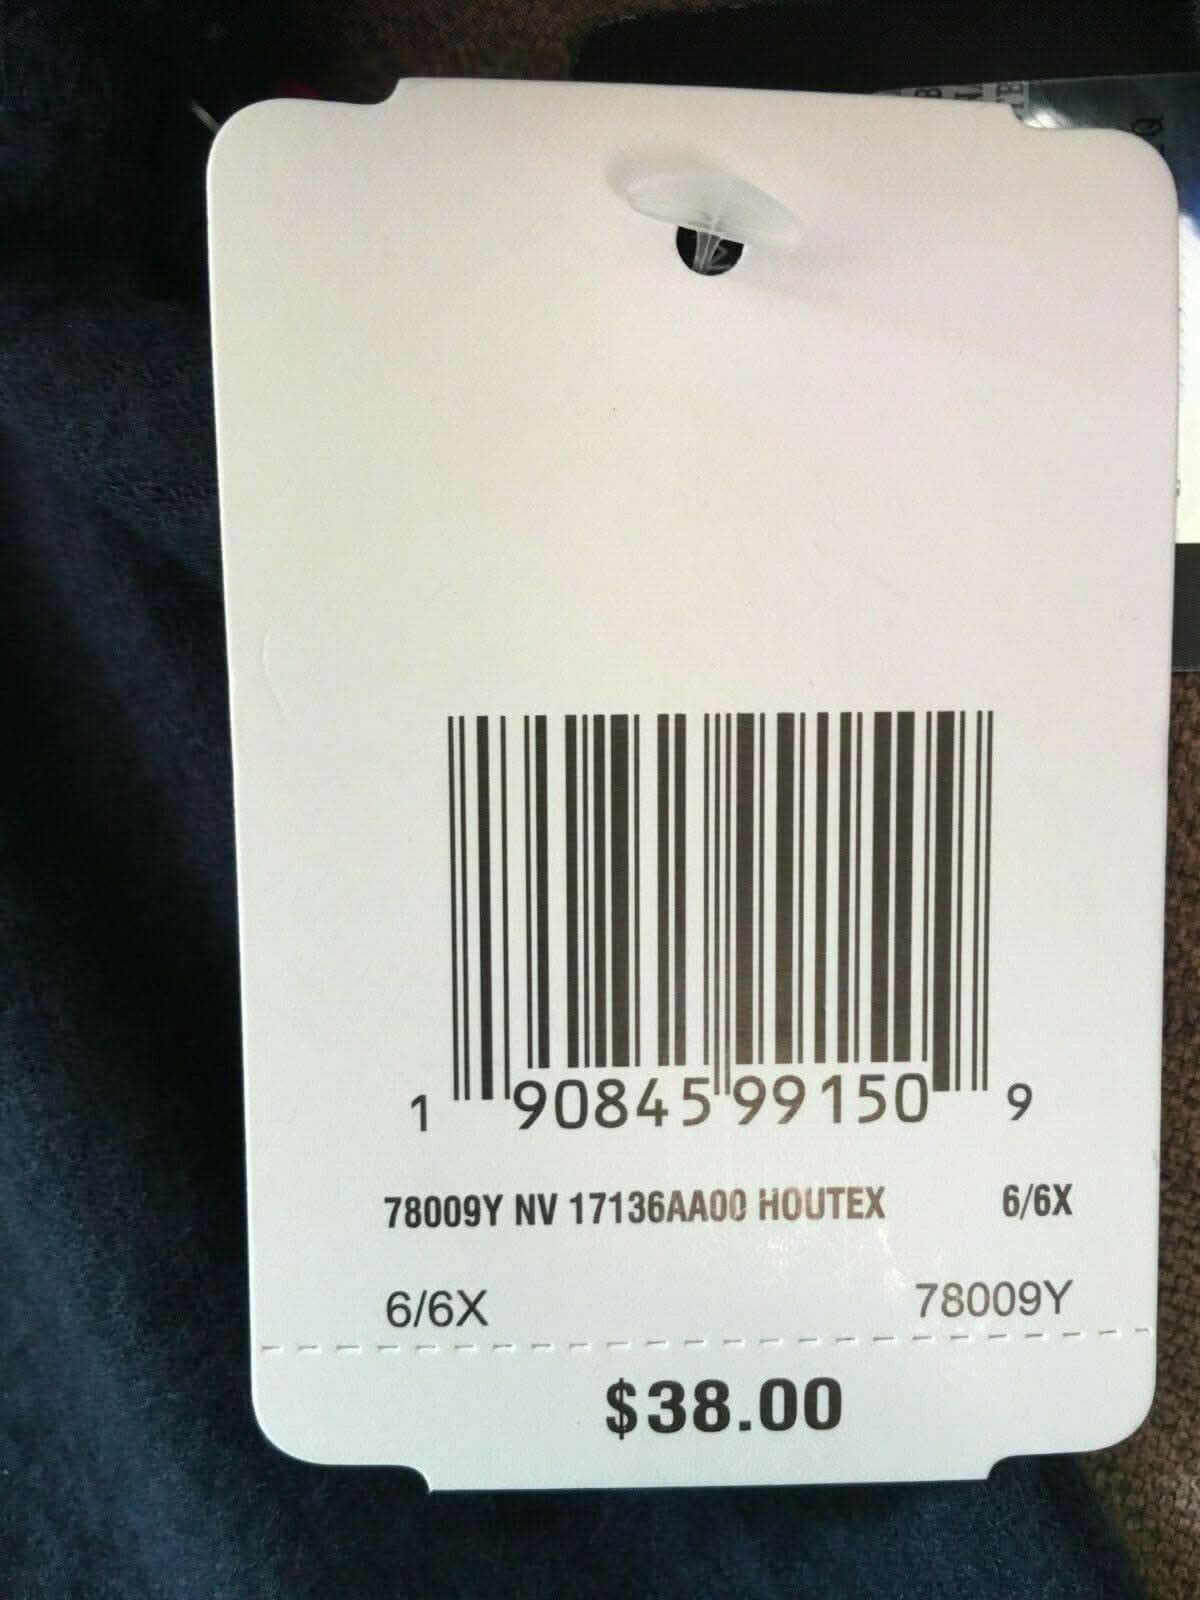 1 90845 99150 9
78009Y NV 17136AA00 HOUTEX 6/6X
6/6X 78009Y
$38.00